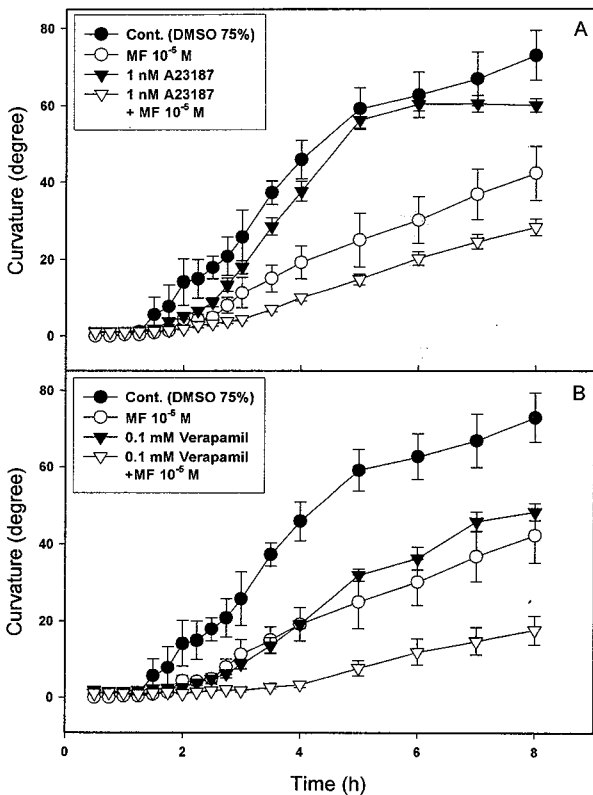 A
Cont. (DMSO 75%)
MF 10⁻⁵ M
1 nM A23187
1 nM A23187
+ MF 10⁻⁵ M
Curvature (degree)
80
60
40
20
0
B
Cont. (DMSO 75%)
MF 10⁻⁵ M
0.1 mM Verapamil
0.1 mM Verapamil
+MF 10⁻⁵ M
Curvature (degree)
80
60
40
20
0
0 2 4 6 8
Time (h)